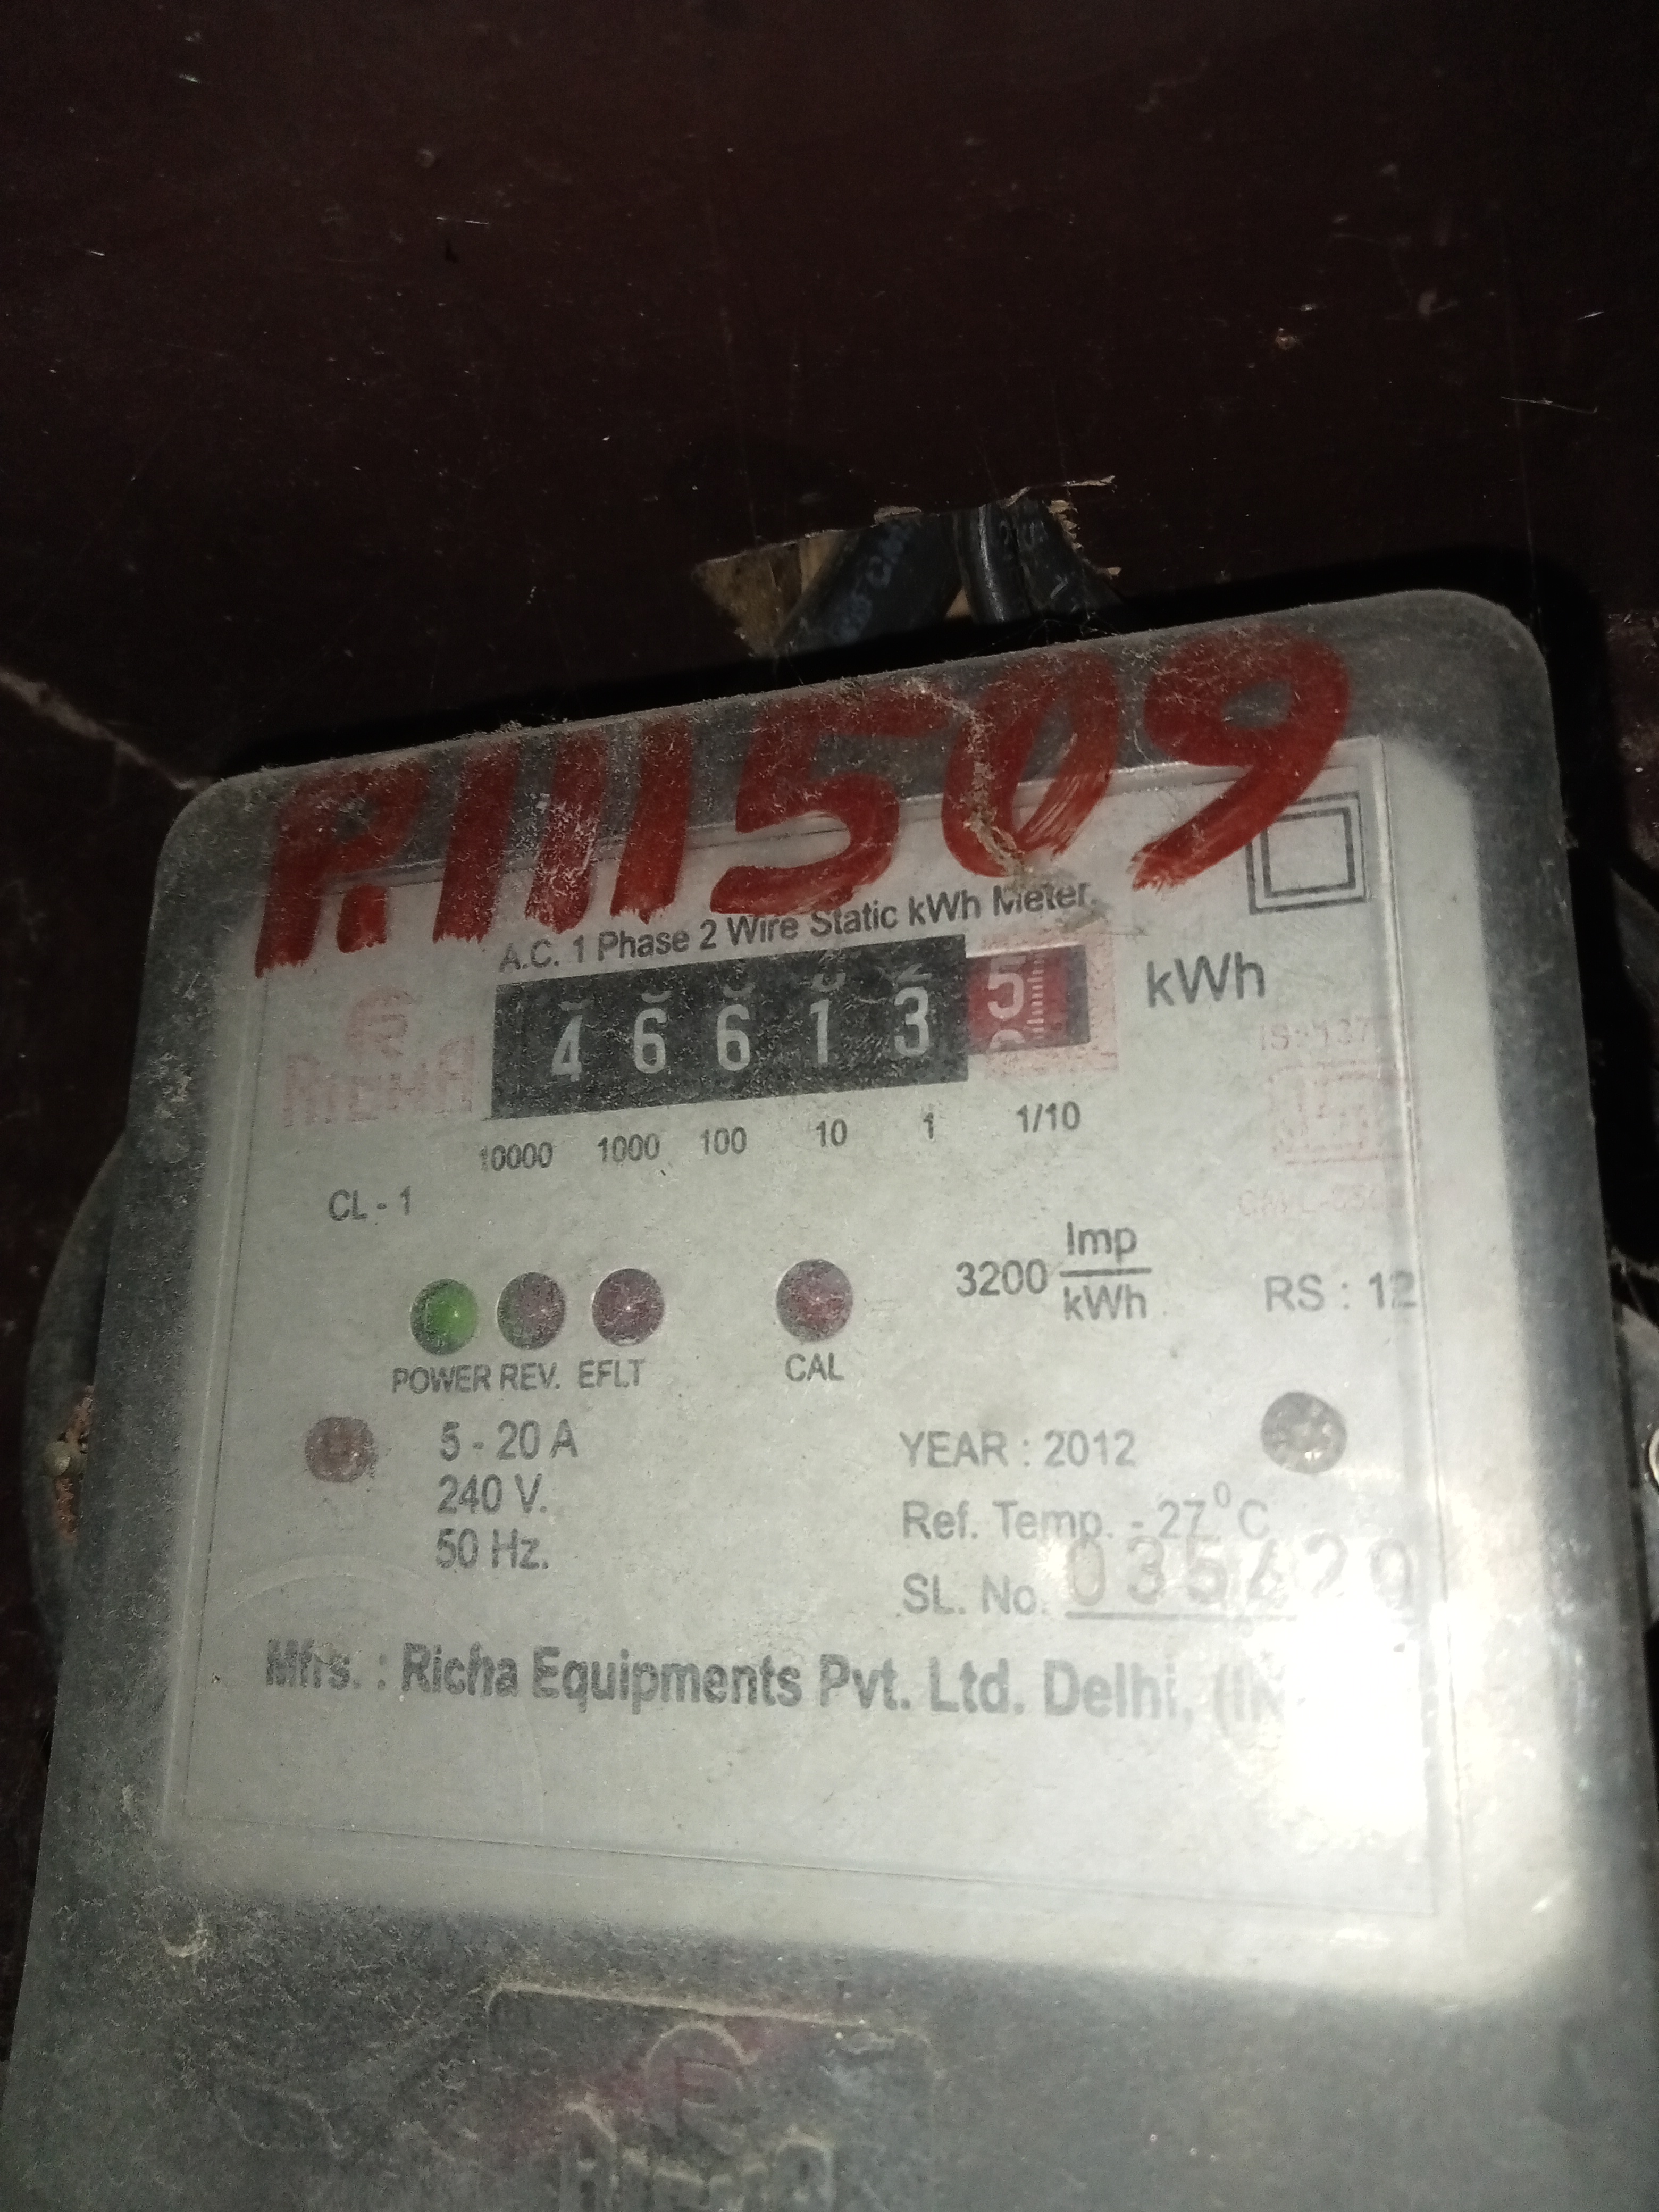 R111509
A.C. 1 Phase 2 Wire Static kWh Meter
4 6 6 1 3 5 kWh
RICHA
10000 1000 100 10 1 1/10
CL - 1
3200 Imp/kWh
RS : 12
POWER REV. EFLT CAL
5 - 20 A
240 V.
50 Hz.
YEAR : 2012
Ref. Temp. - 27°C
SL. No.
Mfrs. : Richa Equipments Pvt. Ltd. Delhi,